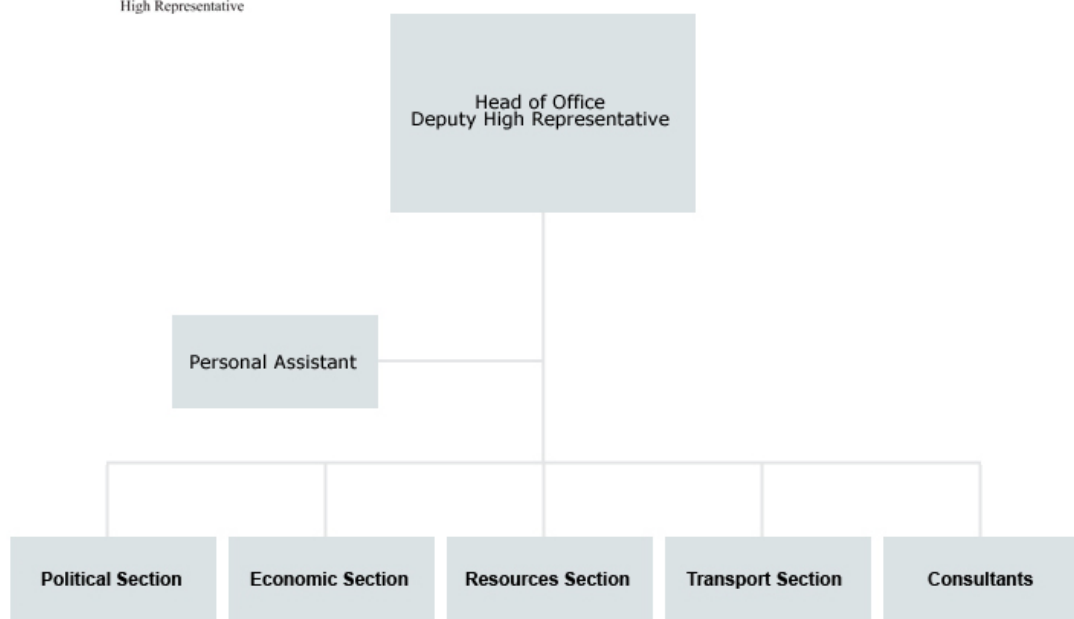 High Representative
Head of Office
Deputy High Representative
Personal Assistant
Political Section
Economic Section
Resources Section
Transport Section
Consultants